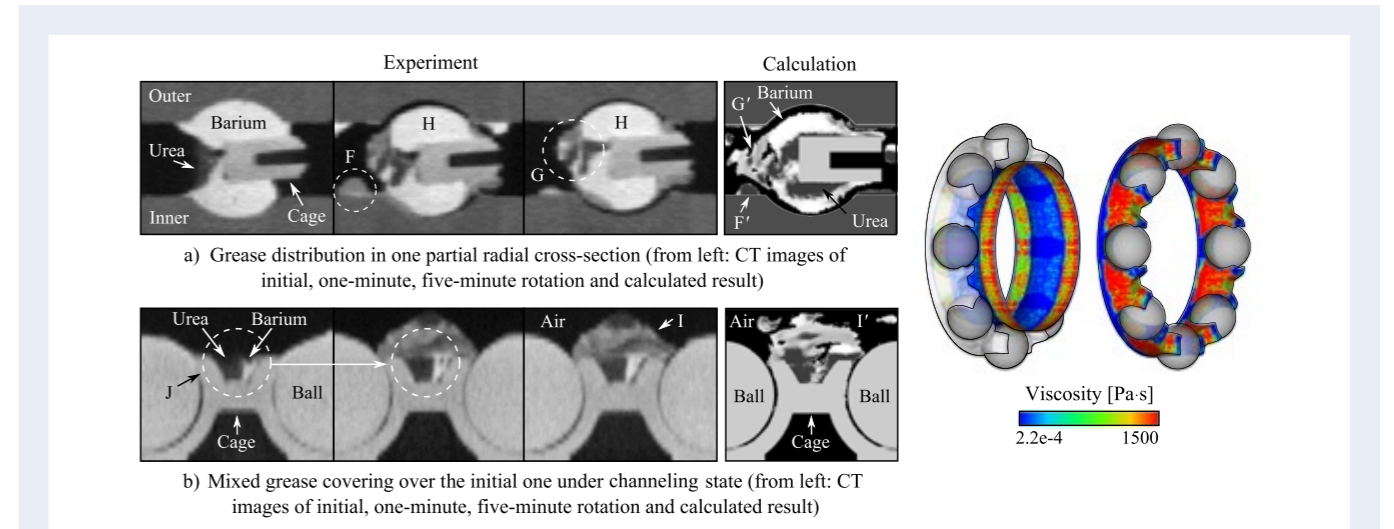 Experiment
Calculation
Outer
Barium
Urea
Cage
Inner
F
H
G
H
G′
Barium
F′
Urea
a) Grease distribution in one partial radial cross-section (from left: CT images of
initial, one-minute, five-minute rotation and calculated result)
Urea
Barium
J
Ball
Cage
Air
I
Air
I′
Ball
Ball
Cage
b) Mixed grease covering over the initial one under channeling state (from left: CT
images of initial, one-minute, five-minute rotation and calculated result)
Viscosity [Pa·s]
2.2e-4 1500